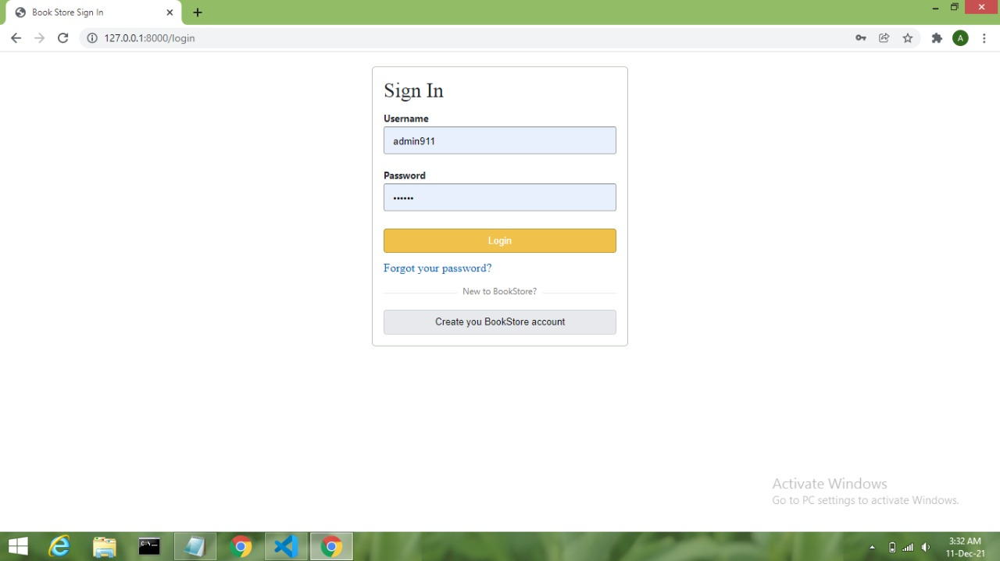 Book Store Sign In
127.0.0.1:8000/login
A
Sign In
Username
admin911
Password
••••••
Login
Forgot your password?
New to BookStore?
Create you BookStore account
Activate Windows
Go to PC settings to activate Windows.
C:\
3:32 AM
11-Dec-21